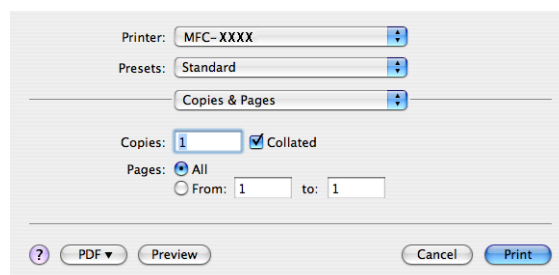 Printer: MFC-XXXX
Presets: Standard
Copies & Pages
Copies: 1 Collated
Pages: All
From: 1 to: 1
? PDF▼ Preview Cancel Print